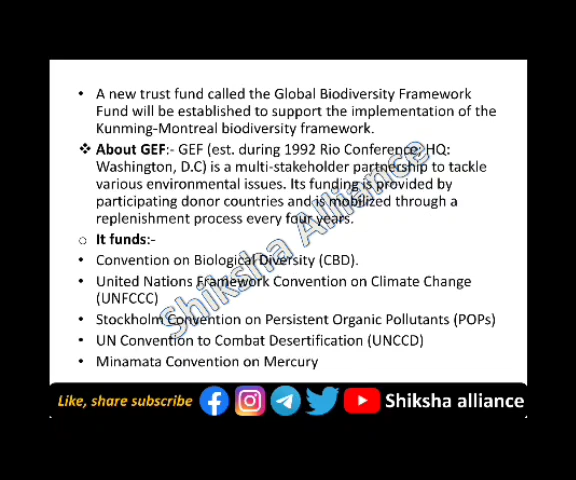 • A new trust fund called the Global Biodiversity Framework
Fund will be established to support the implementation of the
Kunming-Montreal biodiversity framework.
❖ About GEF:- GEF (est. during 1992 Rio Conference, HQ:
Washington, D.C) is a multi-stakeholder partnership to tackle
various environmental issues. Its funding is provided by
participating donor countries and is mobilized through a
replenishment process every four years.
○ It funds:-
• Convention on Biological Diversity (CBD).
• United Nations Framework Convention on Climate Change
(UNFCCC)
• Stockholm Convention on Persistent Organic Pollutants (POPs)
• UN Convention to Combat Desertification (UNCCD)
• Minamata Convention on Mercury
Shiksha Alliance
Like, share subscribe Shiksha alliance